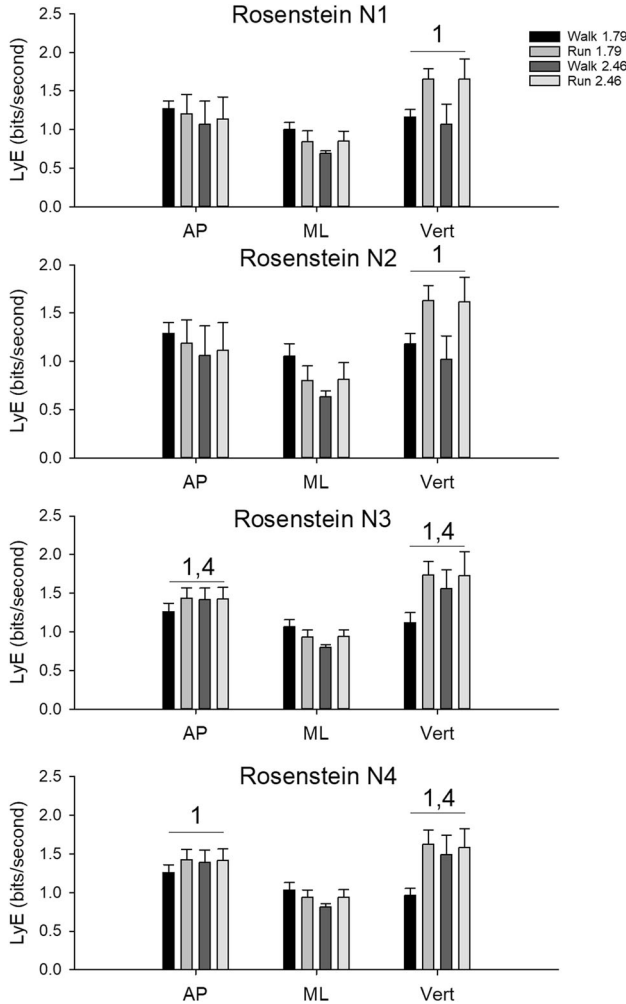 Rosenstein N1
Walk 1.79
Run 1.79
Walk 2.46
Run 2.46
LyE (bits/second)
2.5
2.0
1.5
1.0
0.5
0.0
1
AP ML Vert
Rosenstein N2
LyE (bits/second)
2.0
1.5
1.0
0.5
0.0
1
AP ML Vert
Rosenstein N3
LyE (bits/second)
2.5
2.0
1.5
1.0
0.5
0.0
1,4 1,4
AP ML Vert
Rosenstein N4
LyE (bits/second)
2.5
2.0
1.5
1.0
0.5
0.0
1 1,4
AP ML Vert